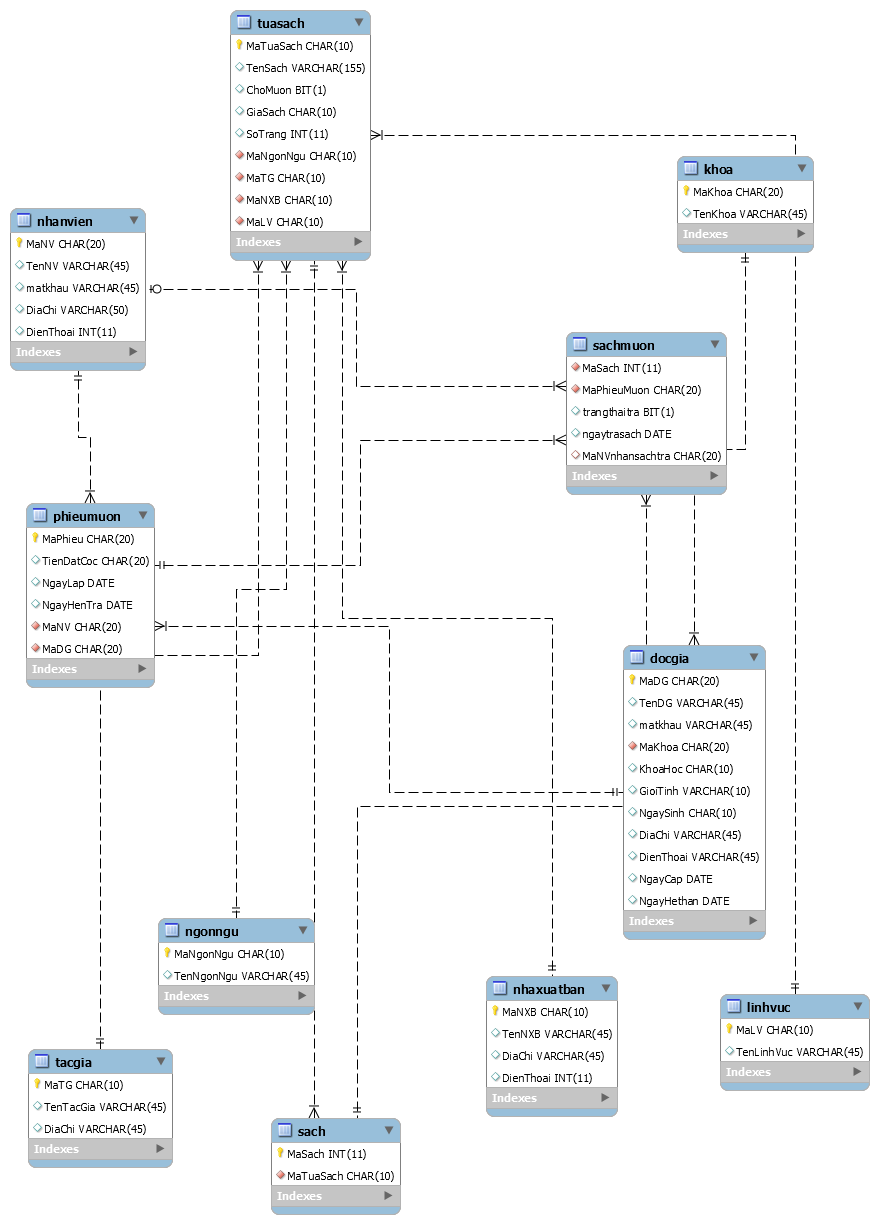 tuasach
MaTuaSach CHAR(10)
TenSach VARCHAR(155)
ChoMuon BIT(1)
GiaSach CHAR(10)
SoTrang INT(11)
MaNgonNgu CHAR(10)
MaTG CHAR(10)
MaNXB CHAR(10)
MaLV CHAR(10)
Indexes
khoa
MaKhoa CHAR(20)
TenKhoa VARCHAR(45)
Indexes
nhanvien
MaNV CHAR(20)
TenNV VARCHAR(45)
matkhau VARCHAR(45)
DiaChi VARCHAR(50)
DienThoai INT(11)
Indexes
sachmuon
MaSach INT(11)
MaPhieuMuon CHAR(20)
trangthaitra BIT(1)
ngaytrasach DATE
MaNVnhansachtra CHAR(20)
Indexes
phieumuon
MaPhieu CHAR(20)
TienDatCoc CHAR(20)
NgayLap DATE
NgayHenTra DATE
MaNV CHAR(20)
MaDG CHAR(20)
Indexes
docgia
MaDG CHAR(20)
TenDG VARCHAR(45)
matkhau VARCHAR(45)
MaKhoa CHAR(20)
KhoaHoc CHAR(10)
GioiTinh VARCHAR(10)
NgaySinh CHAR(10)
DiaChi VARCHAR(45)
DienThoai VARCHAR(45)
NgayCap DATE
NgayHethan DATE
Indexes
ngonngu
MaNgonNgu CHAR(10)
TenNgonNgu VARCHAR(45)
Indexes
nhaxuatban
MaNXB CHAR(10)
TenNXB VARCHAR(45)
DiaChi VARCHAR(45)
DienThoai INT(11)
Indexes
linhvuc
MaLV CHAR(10)
TenLinhVuc VARCHAR(45)
Indexes
tacgia
MaTG CHAR(10)
TenTacGia VARCHAR(45)
DiaChi VARCHAR(45)
Indexes
sach
MaSach INT(11)
MaTuaSach CHAR(10)
Indexes